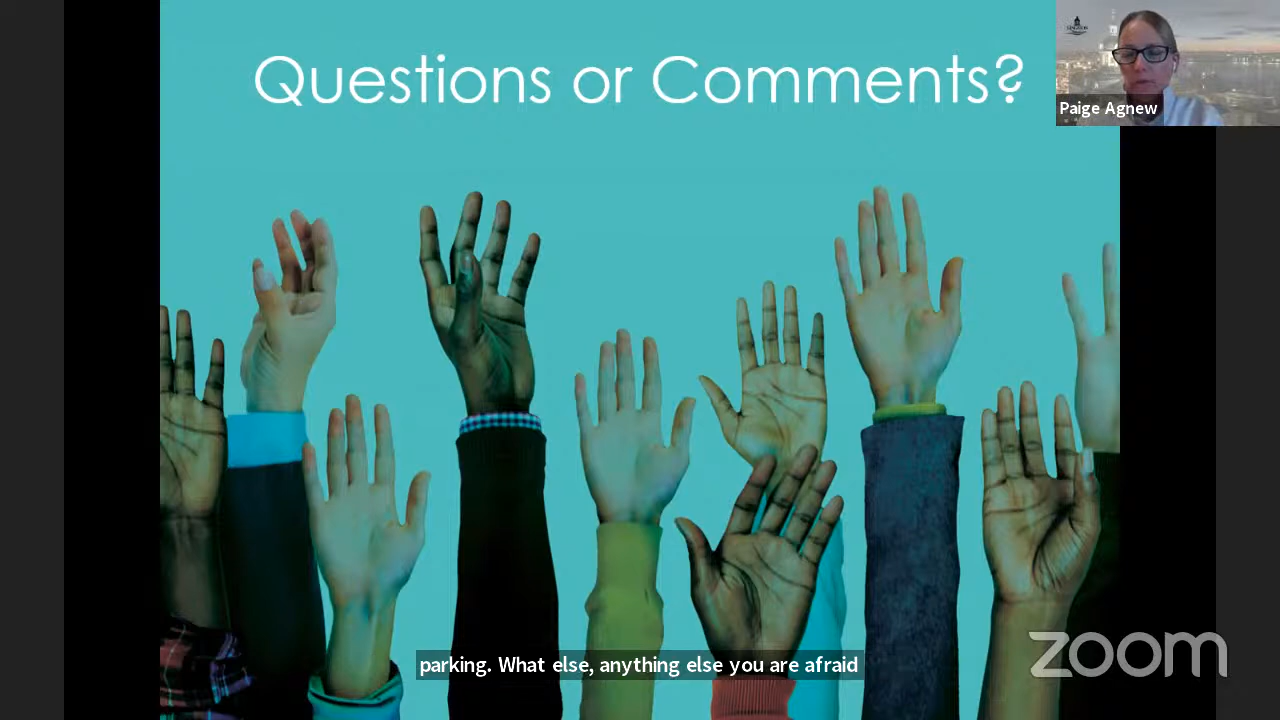 Questions or Comments?
Paige Agnew
parking. What else, anything else you are afraid
zoom